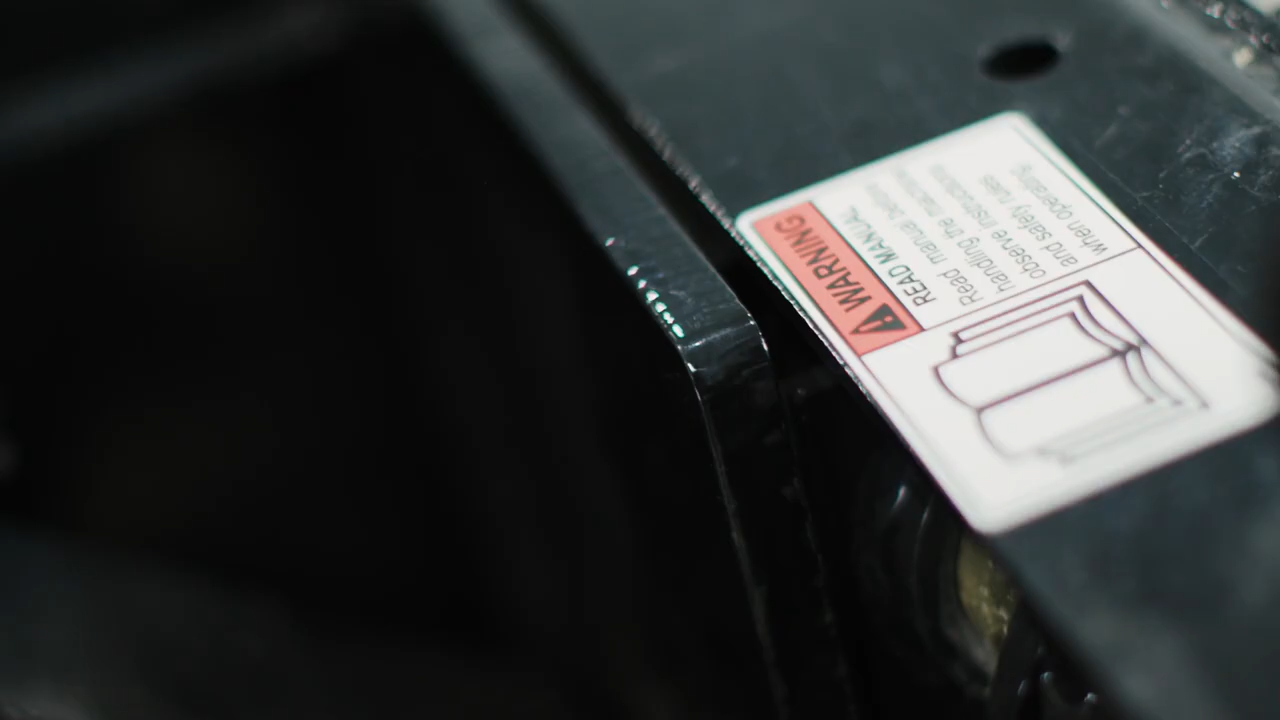 WARNING
READ MANUAL
Read manual before
handling the machine
observe instructions
and safety rules
when operating